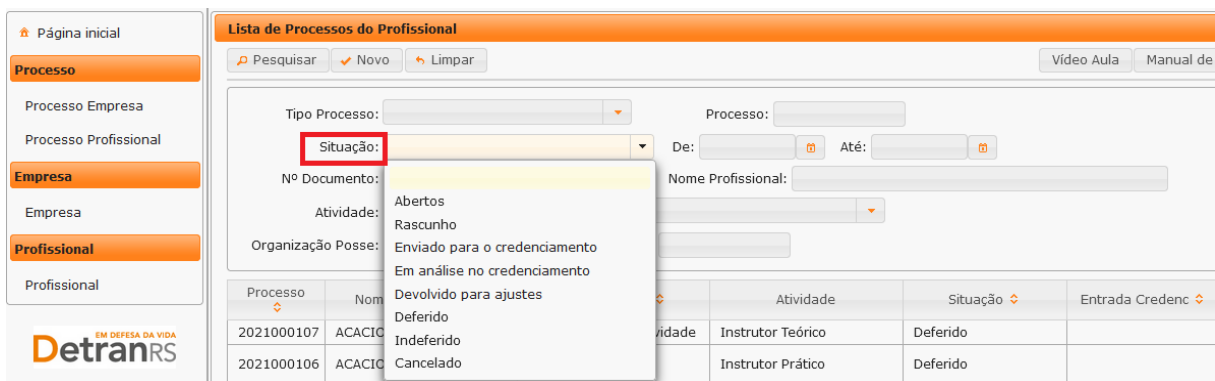 Página inicial
Processo
Processo Empresa
Processo Profissional
Empresa
Empresa
Profissional
Profissional
EM DEFESA DA VIDA
DetranRS
Lista de Processos do Profissional
Pesquisar Novo Limpar Vídeo Aula Manual de
Tipo Processo: Processo:
Situação: De: Até:
Nº Documento: Nome Profissional:
Atividade:
Organização Posse:
Abertos
Rascunho
Enviado para o credenciamento
Em análise no credenciamento
Devolvido para ajustes
Deferido
Indeferido
Cancelado
Processo Nom Atividade Situação Entrada Credenc
2021000107 ACACIO vidade Instrutor Teórico Deferido
2021000106 ACACIO Instrutor Prático Deferido